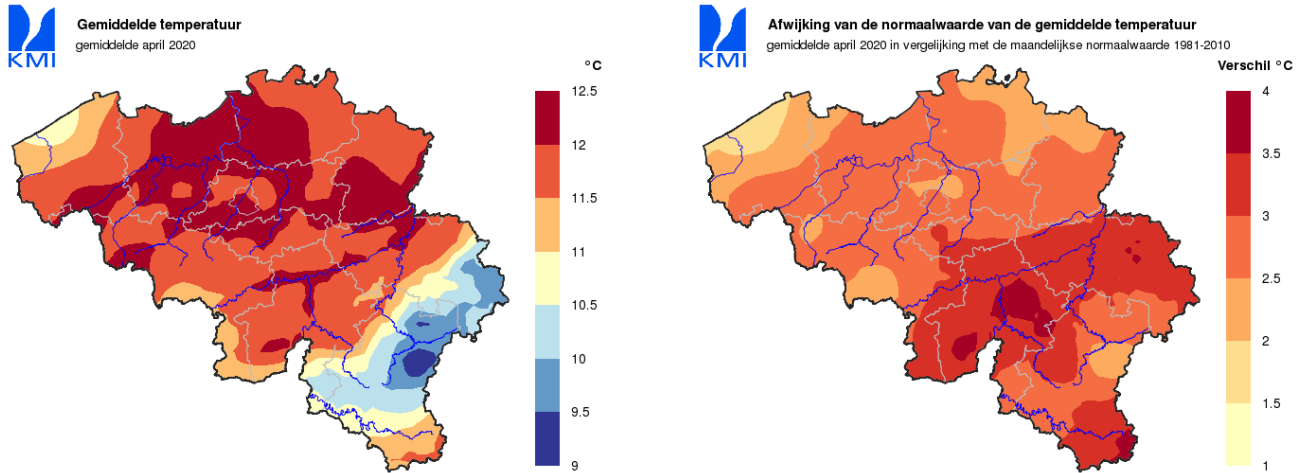 Gemiddelde temperatuur
gemiddelde april 2020
KMI
°C
12.5
12
11.5
11
10.5
10
9.5
9
Afwijking van de normaalwaarde van de gemiddelde temperatuur
gemiddelde april 2020 in vergelijking met de maandelijkse normaalwaarde 1981-2010
KMI
Verschil °C
4
3.5
3
2.5
2
1.5
1